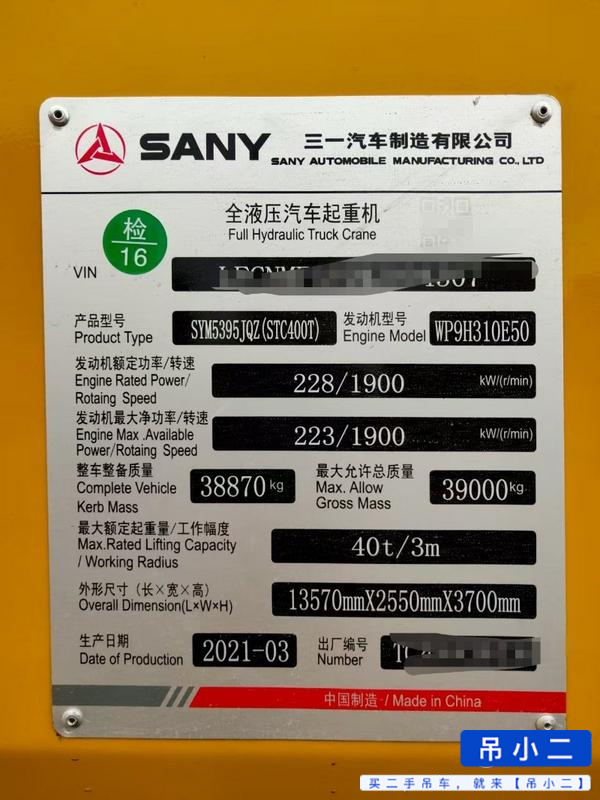 SANY
三一汽车制造有限公司
SANY AUTOMOBILE MANUFACTURING CO., LTD
全液压汽车起重机
Full Hydraulic Truck Crane
检
16
VIN
产品型号
Product Type
SYM5395JQZ(STC400T)
发动机型号
Engine Model
WP9H310E50
发动机额定功率/转速
Engine Rated Power/
Rotaing Speed
228/1900
kW/(r/min)
发动机最大净功率/转速
Engine Max .Available
Power/Rotaing Speed
223/1900
kW/(r/min)
整车整备质量
Complete Vehicle
Kerb Mass
38870 kg
最大允许总质量
Max. Allow
Gross Mass
39000 kg
最大额定起重量/工作幅度
Max.Rated Lifting Capacity
/ Working Radius
40t/3m
外形尺寸（长×宽×高）
Overall Dimension(L×W×H)
13570mmX2550mmX3700mm
生产日期
Date of Production
2021-03
出厂编号
Number
中国制造 / Made in China
吊小二
买二手吊车，就来【吊小二】